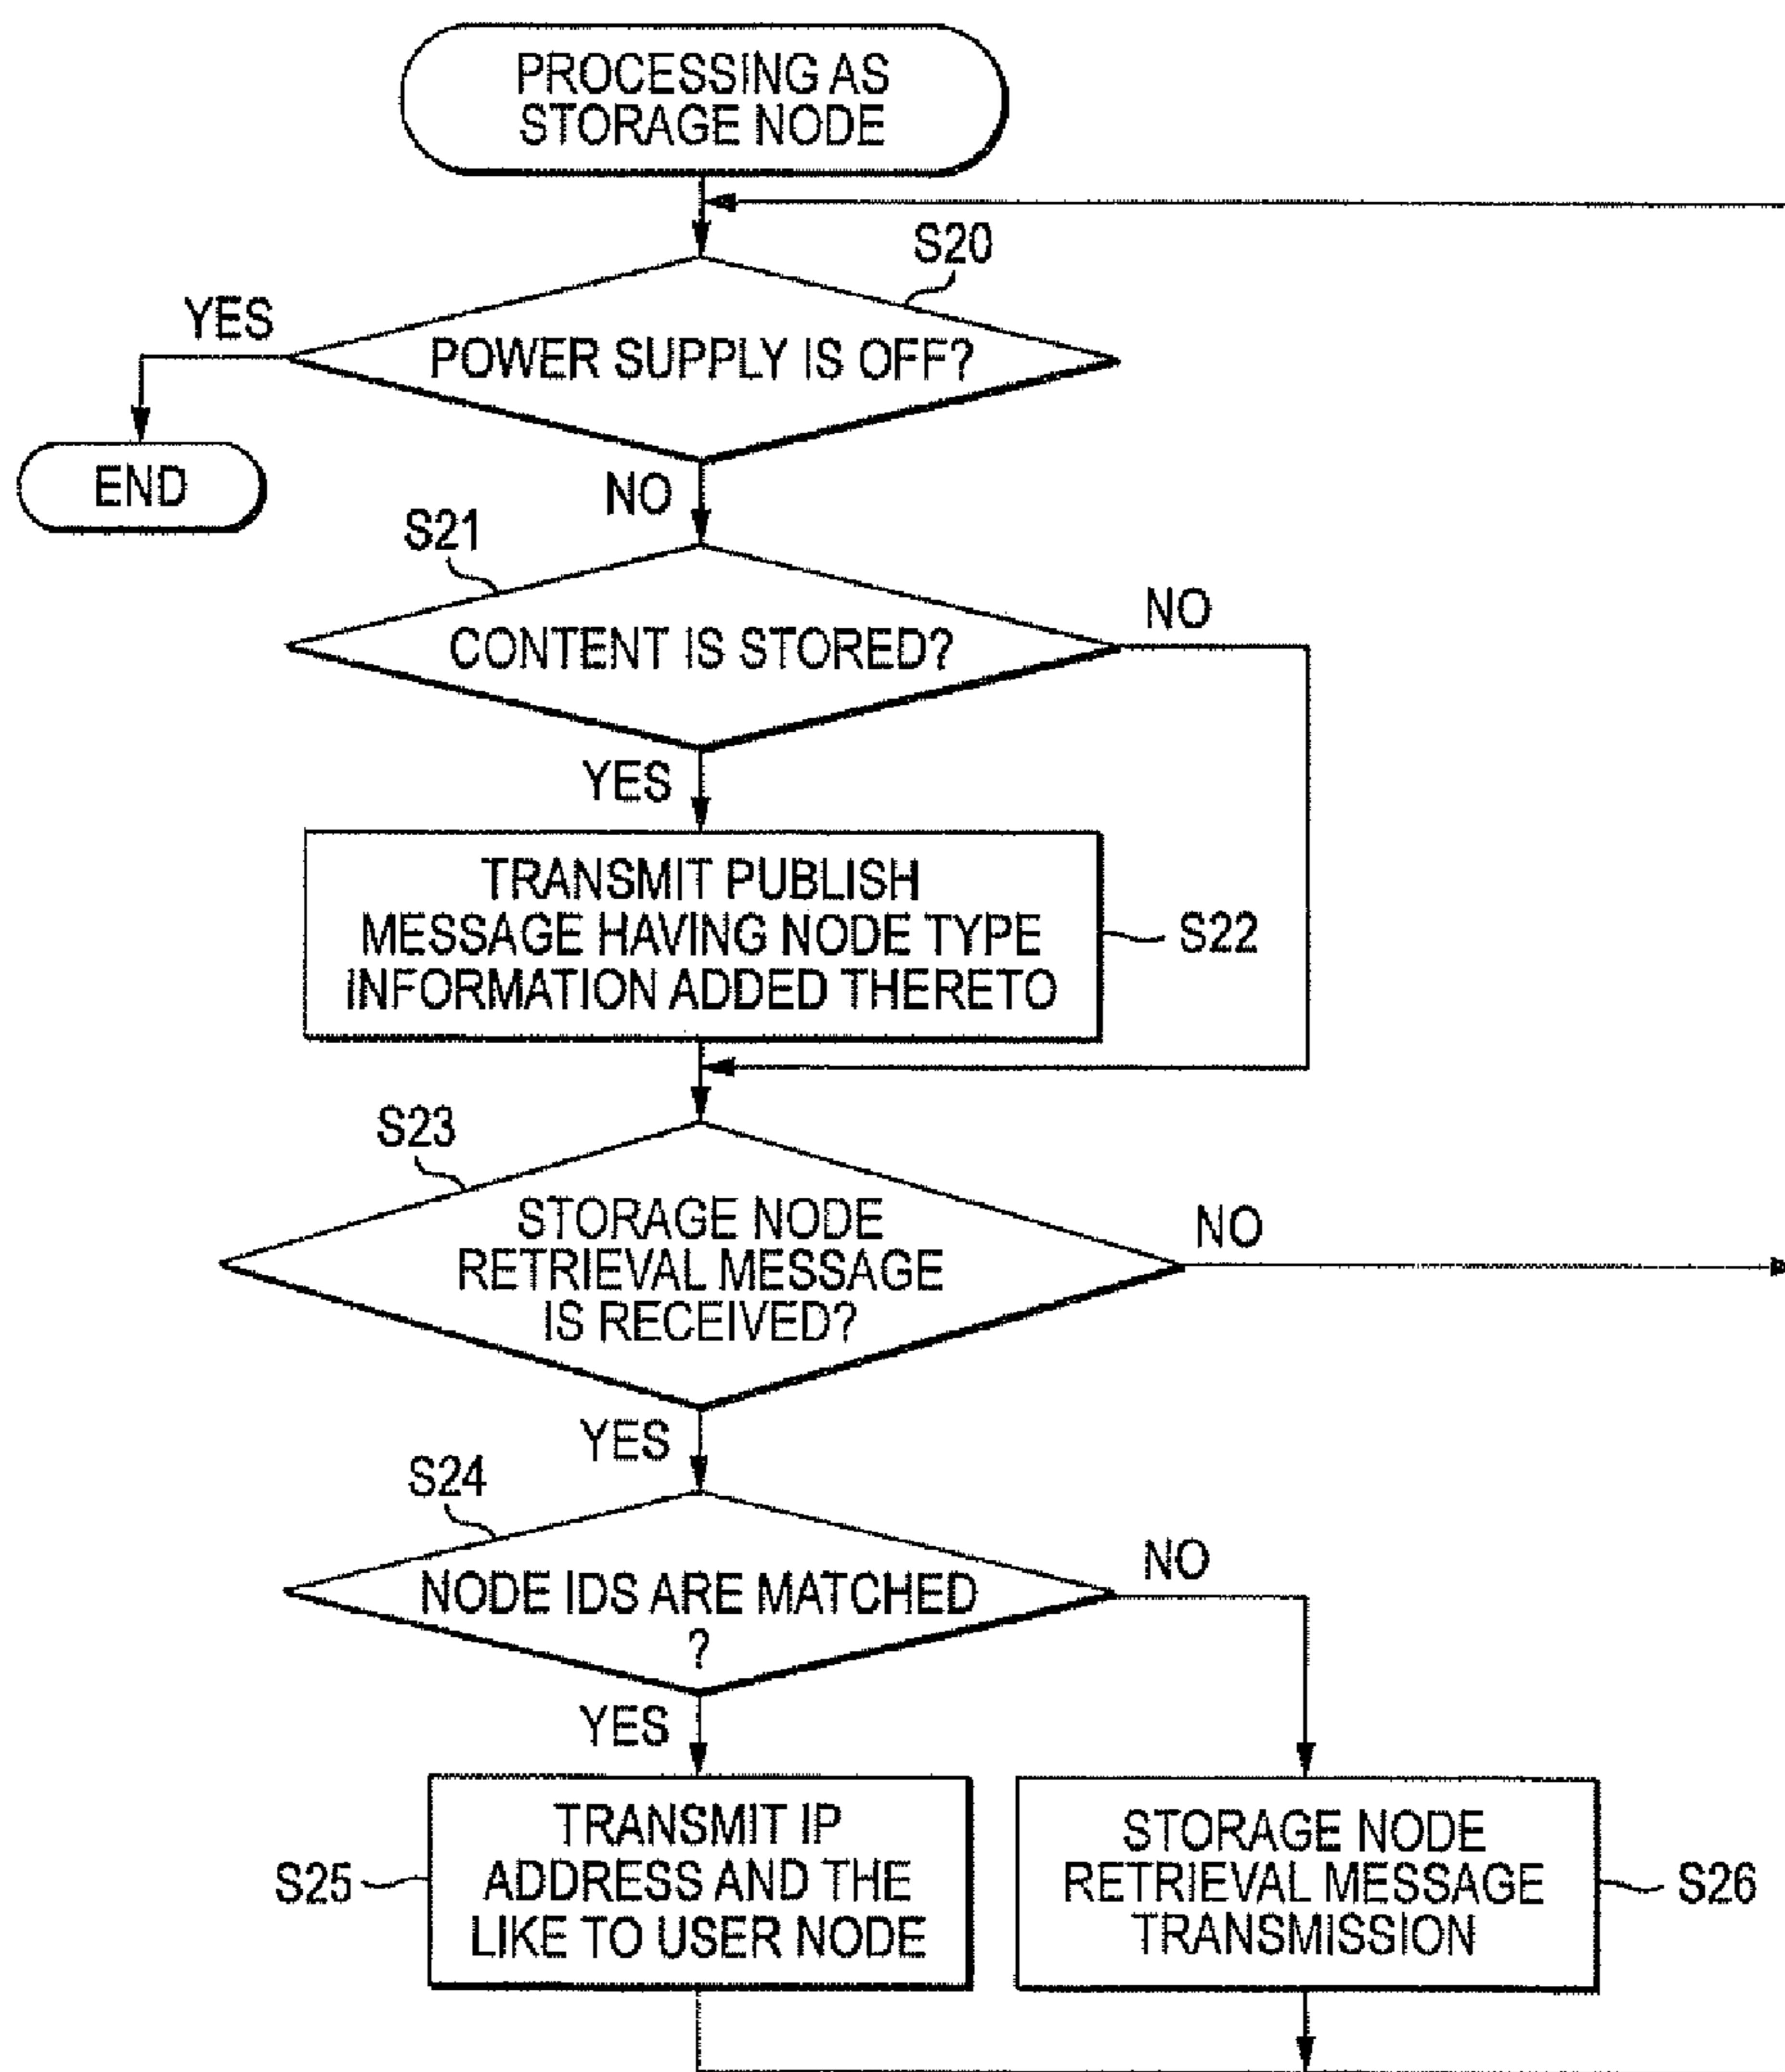 PROCESSING AS
STORAGE NODE
S20
YES
POWER SUPPLY IS OFF?
END
NO
S21
NO
CONTENT IS STORED?
YES
TRANSMIT PUBLISH
MESSAGE HAVING NODE TYPE
INFORMATION ADDED THERETO
S22
S23
STORAGE NODE
RETRIEVAL MESSAGE
IS RECEIVED?
NO
YES
S24
NO
NODE IDS ARE MATCHED
?
YES
TRANSMIT IP
ADDRESS AND THE
LIKE TO USER NODE
S25
STORAGE NODE
RETRIEVAL MESSAGE
TRANSMISSION
S26